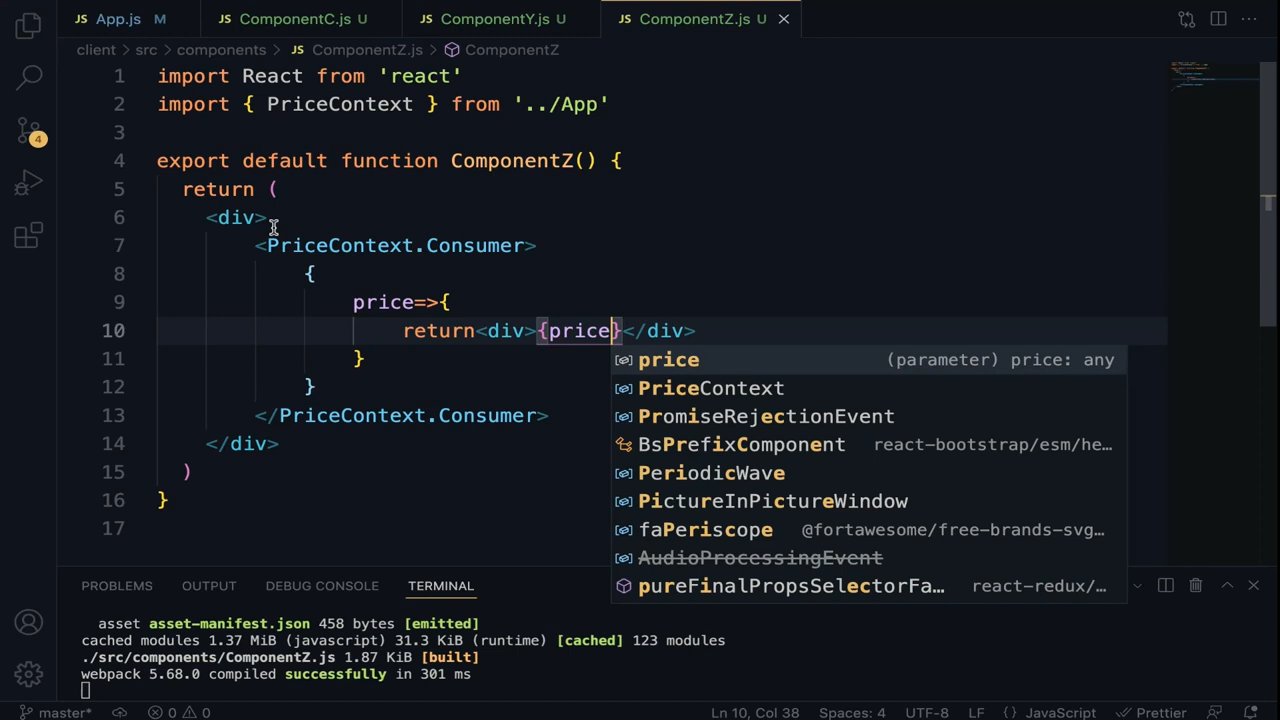 JS App.js M JS ComponentC.js U JS ComponentY.js U JS ComponentZ.js U
client > src > components > JS ComponentZ.js > ComponentZ
1 import React from 'react'
2 import { PriceContext } from '../App'
3
4 export default function ComponentZ() {
5 return (
6 <div>
7 <PriceContext.Consumer>
8 {
9 price=>{
10 return<div>{price}</div>
11 }
12 }
13 </PriceContext.Consumer>
14 </div>
15 )
16 }
17
price (parameter) price: any
PriceContext
PromiseRejectionEvent
BsPrefixComponent react-bootstrap/esm/he…
PeriodicWave
PictureInPictureWindow
faPeriscope @fortawesome/free-brands-svg…
AudioProcessingEvent
pureFinalPropsSelectorFa… react-redux/…
4
PROBLEMS OUTPUT DEBUG CONSOLE TERMINAL
asset asset-manifest.json 458 bytes [emitted]
cached modules 1.37 MiB (javascript) 31.3 KiB (runtime) [cached] 123 modules
./src/components/ComponentZ.js 1.87 KiB [built]
webpack 5.68.0 compiled successfully in 301 ms
master* 0 0 Ln 10, Col 38 Spaces: 4 UTF-8 LF {} JavaScript Prettier